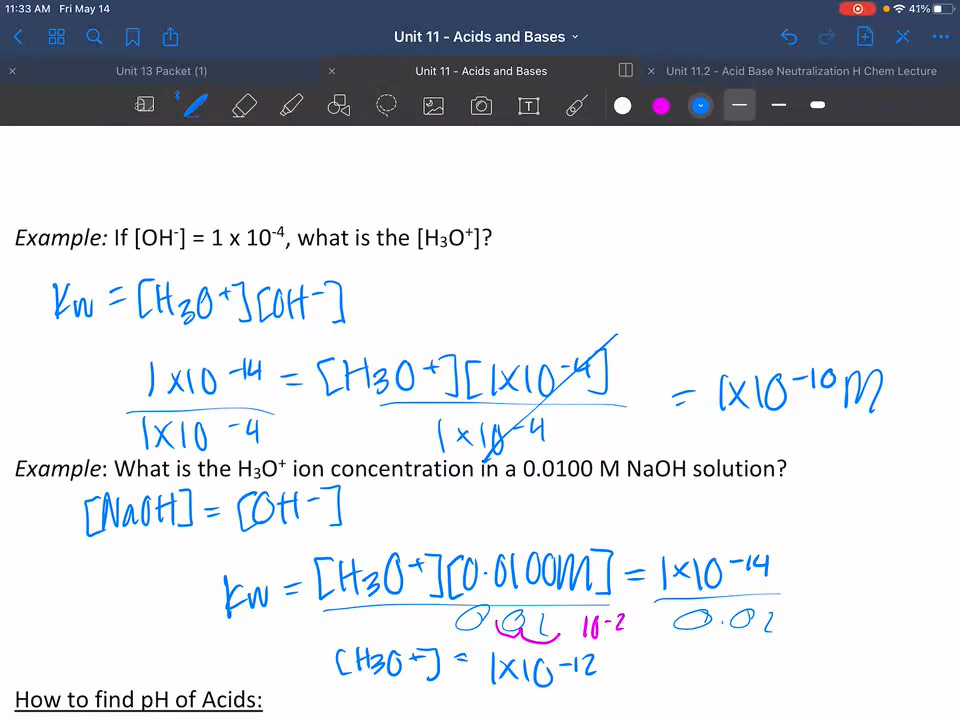 11:33 AM Fri May 14
41%
Unit 11 - Acids and Bases
Unit 13 Packet (1)
Unit 11 - Acids and Bases
Unit 11.2 - Acid Base Neutralization H Chem Lecture
T
Example: If [OH⁻] = 1 x 10⁻⁴, what is the [H₃O⁺]?
Kw = [H₃O⁺][OH⁻]
1x10⁻¹⁴ = [H₃O⁺][1x10⁻⁴] = 1x10⁻¹⁰ M
1x10⁻⁴ 1x10⁻⁴
Example: What is the H₃O⁺ ion concentration in a 0.0100 M NaOH solution?
[NaOH] = [OH⁻]
Kw = [H₃O⁺][0.0100M] = 1x10⁻¹⁴
0.01 10⁻² 0.01
[H₃O⁺] = 1x10⁻¹²
How to find pH of Acids: